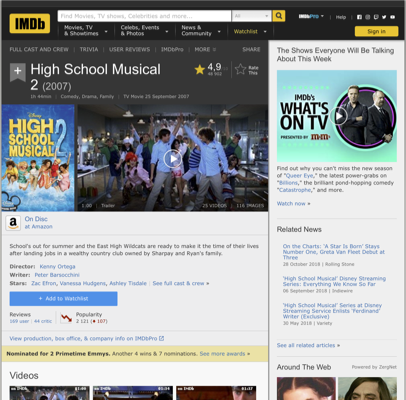 IMDb
Find Movies, TV shows, Celebrities and more...
All
IMDbPro
Help
Movies, TV & Showtimes
Celebs, Events & Photos
News & Community
Watchlist
Sign in
FULL CAST AND CREW | TRIVIA | USER REVIEWS | IMDbPro | MORE
SHARE
High School Musical
2 (2007)
4,9
Rate This
1h 44min | Comedy, Drama, Family | TV Movie 25 September 2007
DISNEY
HIGH
SCHOOL
MUSICAL 2
1:00 | Trailer
25 VIDEOS | 116 IMAGES
On Disc
at Amazon
School's out for summer and the East High Wildcats are ready to make it the time of their lives
after landing jobs in a wealthy country club owned by Sharpay and Ryan's family.
Director: Kenny Ortega
Writer: Peter Barsocchini
Stars: Zac Efron, Vanessa Hudgens, Ashley Tisdale | See full cast & crew »
+ Add to Watchlist
Reviews
169 user | 44 critic
Popularity
2 121 ( 107)
View production, box office, & company info on IMDbPro
Nominated for 2 Primetime Emmys. Another 4 wins & 7 nominations. See more awards »
Videos
The Shows Everyone Will Be Talking
About This Week
IMDb's
WHAT'S
ON TV
PRESENTED BY
Find out why you can't miss the new season
of "Queer Eye," the latest power-grabs on
"Billions," the brilliant pond-hopping comedy
"Catastrophe," and more.
Watch now »
Related News
On the Charts: 'A Star Is Born' Stays
Number One, Greta Van Fleet Debut at
Three
28 October 2018 | Rolling Stone
'High School Musical' Disney Streaming
Series: Everything We Know So Far
06 September 2018 | Indiewire
'High School Musical' Series at Disney
Streaming Service Enlists 'Ferdinand'
Writer (Exclusive)
30 May 2018 | Variety
See all related articles »
Around The Web
Powered by ZergNet